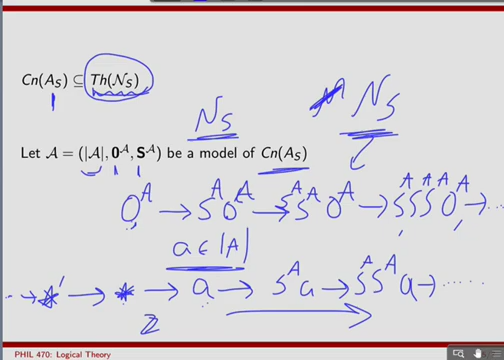 Cn(A_S) ⊆ Th(𝒩_S)
N_S N_S
Let 𝒜 = (|𝒜|, 0^𝒜, S^𝒜) be a model of Cn(A_S)
0^A → S^A 0^A → S^A S^A 0^A → S^A S^A S^A 0^A → ...
a ∈ |A|
... → *' → * → a → S^A a → S^A S^A a → .....
Z
PHIL 470: Logical Theory